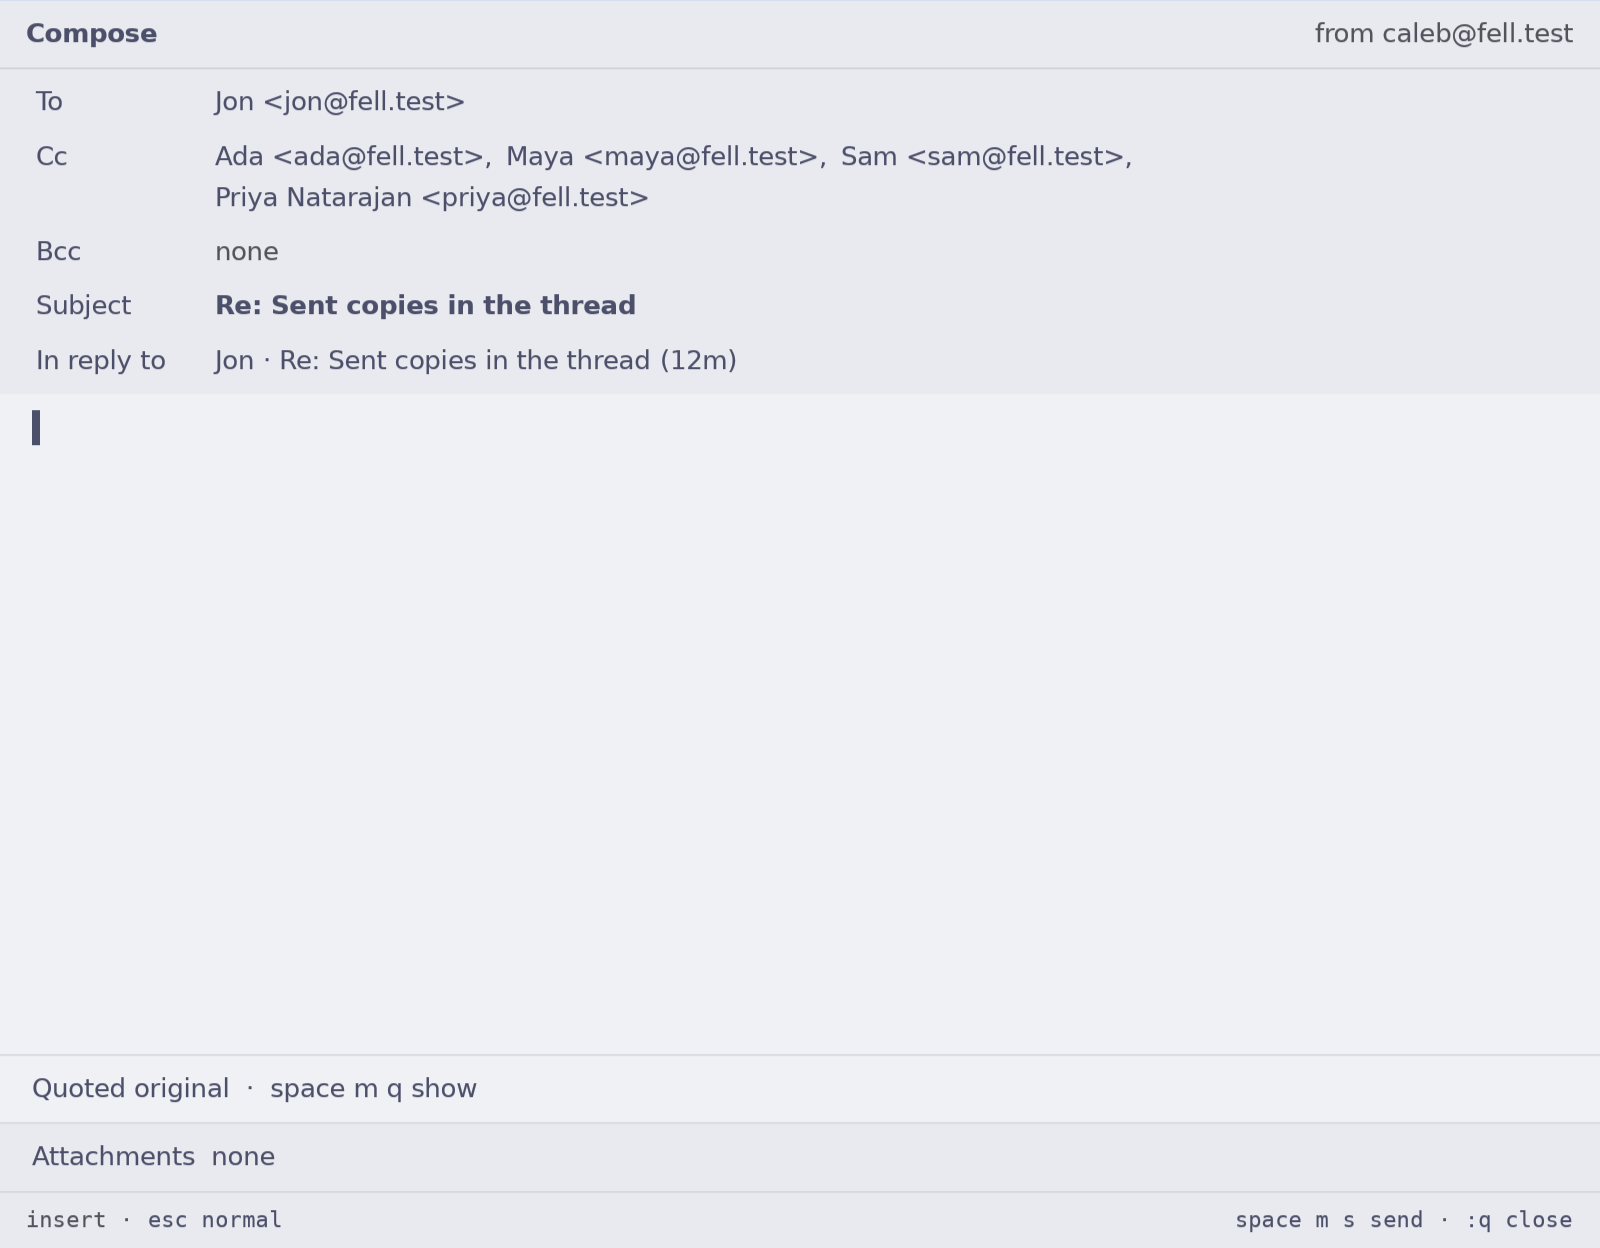 Compose from caleb@fell.test
To Jon <jon@fell.test>
Cc Ada <ada@fell.test>, Maya <maya@fell.test>, Sam <sam@fell.test>,
Priya Natarajan <priya@fell.test>
Bcc none
Subject Re: Sent copies in the thread
In reply to Jon · Re: Sent copies in the thread (12m)
Quoted original · space m q show
Attachments none
insert · esc normal space m s send · :q close